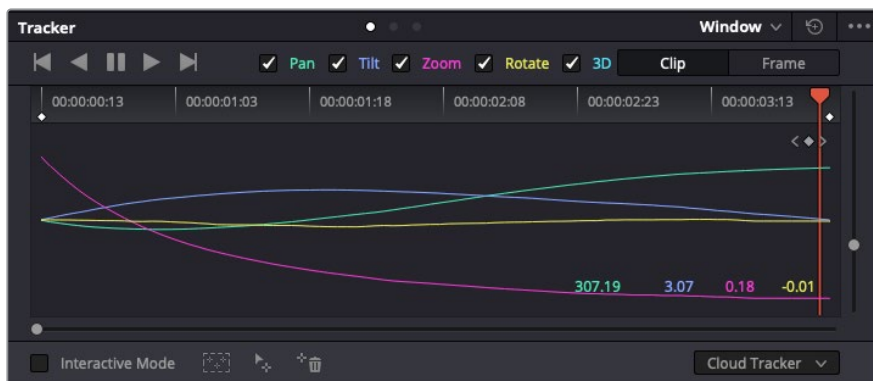 Tracker Window
Pan Tilt Zoom Rotate 3D Clip Frame
00:00:00:13 00:00:01:03 00:00:01:18 00:00:02:08 00:00:02:23 00:00:03:13
307.19 3.07 0.18 -0.01
Interactive Mode Cloud Tracker